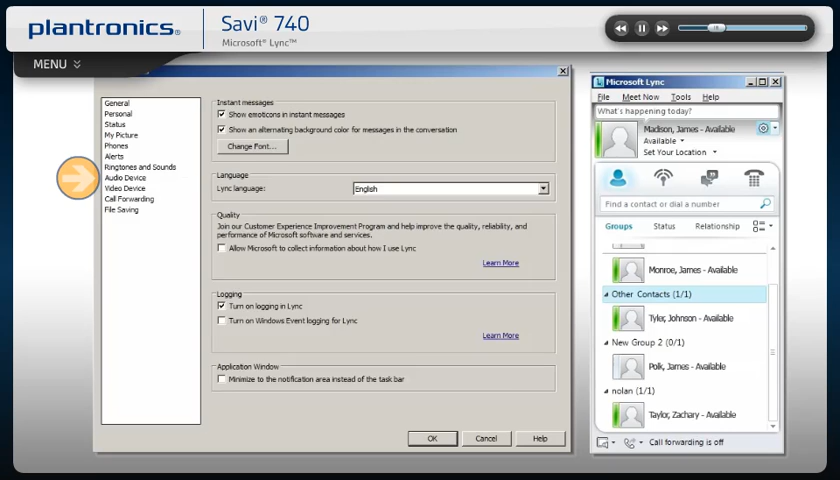 plantronics®
Savi® 740
Microsoft® Lync™
MENU
General
Personal
Status
My Picture
Phones
Alerts
Ringtones and Sounds
Audio Device
Video Device
Call Forwarding
File Saving
Instant messages
Show emoticons in instant messages
Show an alternating background color for messages in the conversation
Change Font...
Language
Lync language:
English
Quality
Join our Customer Experience Improvement Program and help improve the quality, reliability, and
performance of Microsoft software and services.
Allow Microsoft to collect information about how I use Lync
Learn More
Logging
Turn on logging in Lync
Turn on Windows Event logging for Lync
Learn More
Application Window
Minimize to the notification area instead of the task bar
OK
Cancel
Help
Microsoft Lync
File
Meet Now
Tools
Help
What's happening today?
Madison, James - Available
Available
Set Your Location
Find a contact or dial a number
Groups
Status
Relationship
Monroe, James - Available
Other Contacts (1/1)
Tyler, Johnson - Available
New Group 2 (0/1)
Polk, James - Available
nolan (1/1)
Taylor, Zachary - Available
Call forwarding is off